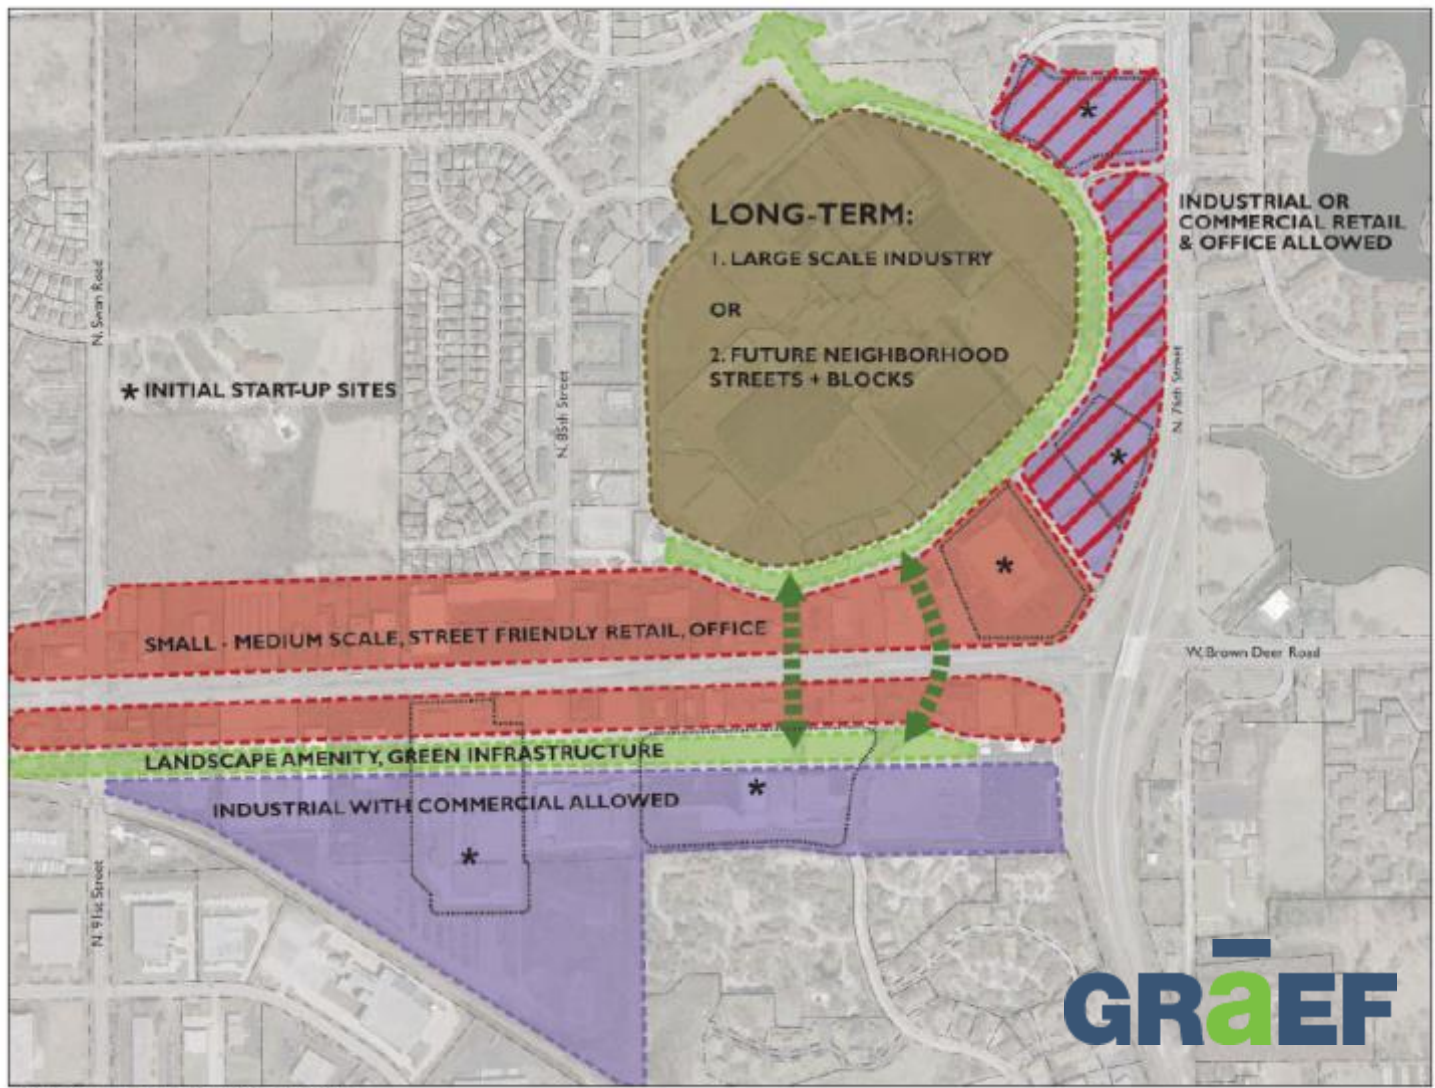 LONG-TERM:
1. LARGE SCALE INDUSTRY
OR
2. FUTURE NEIGHBORHOOD
STREETS + BLOCKS
INDUSTRIAL OR
COMMERCIAL RETAIL
& OFFICE ALLOWED
N. Swan Road
* INITIAL START-UP SITES
N. 85th Street
N. 76th Street
*
*
*
SMALL - MEDIUM SCALE, STREET FRIENDLY RETAIL, OFFICE
W. Brown Deer Road
LANDSCAPE AMENITY, GREEN INFRASTRUCTURE
INDUSTRIAL WITH COMMERCIAL ALLOWED
*
*
N. 91st Street
GRaEF